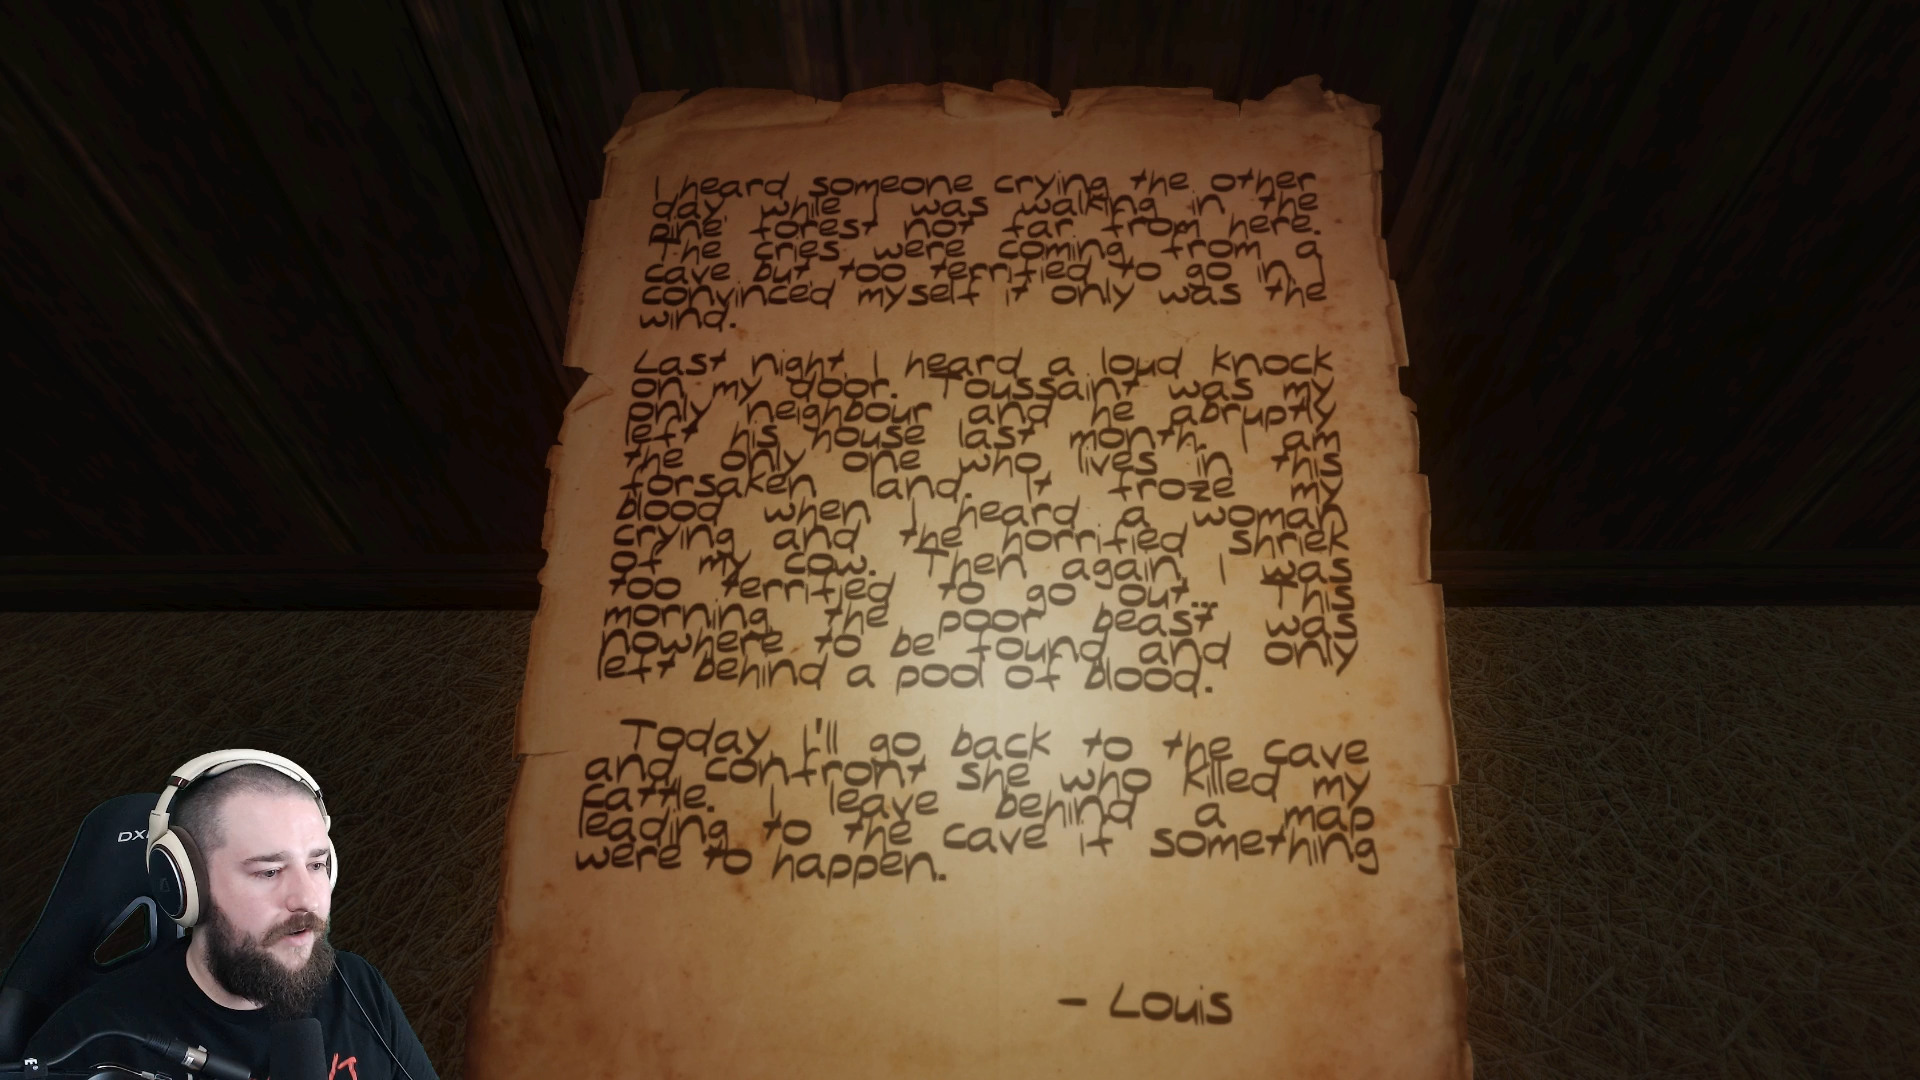 I heard someone crying the other
day, while I was walking in the
pine forest not far from here.
The cries were coming from a
cave but too terrified to go in, I
convinced myself it only was the
wind.
Last night, I heard a loud knock
on my door. Toussaint was my
only neighbour and he abruptly
left his house last month. I am
the only one who lives in this
forsaken land. It froze my
blood when I heard a woman
crying and the horrified shriek
of my cow. Then again, I was
too terrified to go out... This
morning the poor beast was
nowhere to be found and only
left behind a pool of blood.
Today, I'll go back to the cave
and confront she who killed my
cattle. I leave behind a map
leading to the cave if something
were to happen.
- Louis
DX